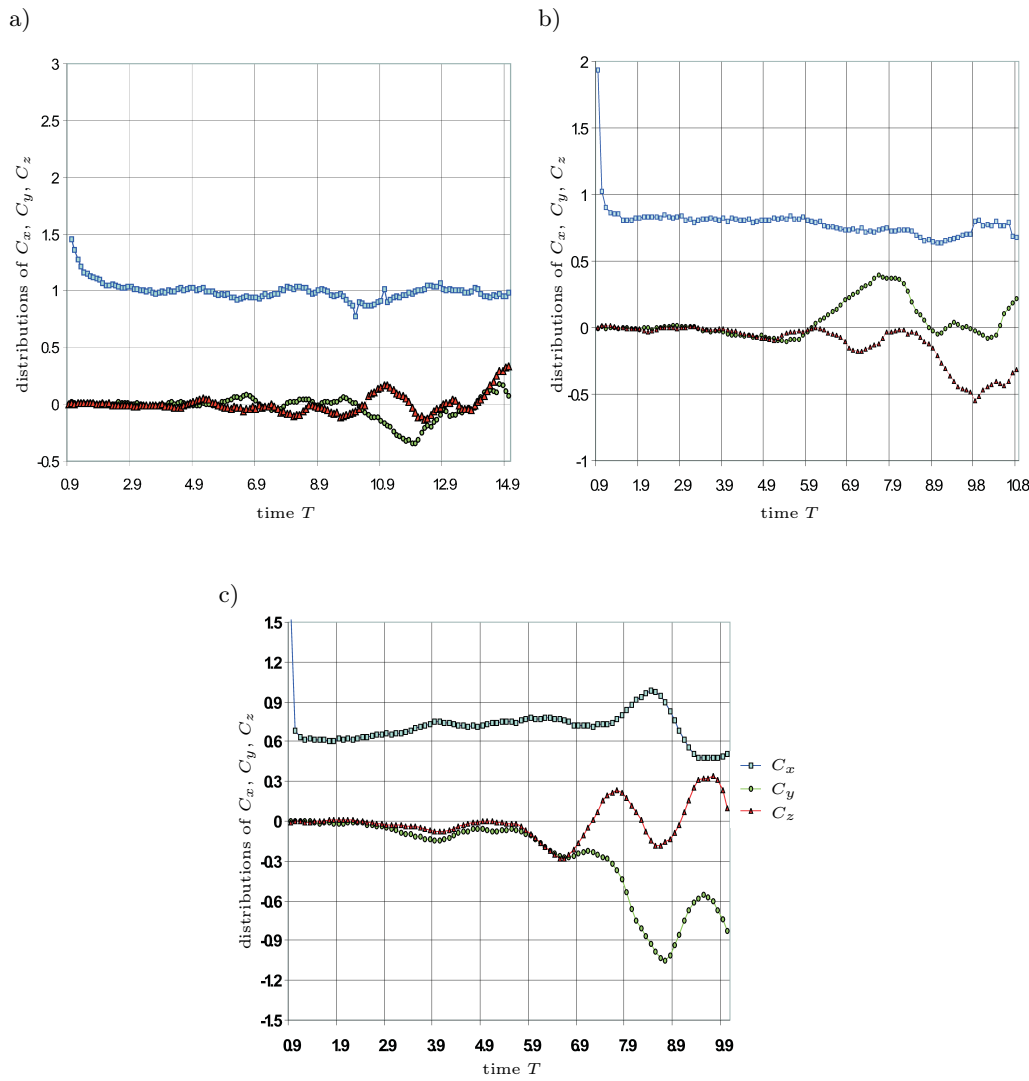 a)
distributions of Cx, Cy, Cz
3
2.5
2
1.5
1
0.5
0
-0.5
0.9 2.9 4.9 6.9 8.9 10.9 12.9 14.9
time T
b)
distributions of Cx, Cy, Cz
2
1.5
1
0.5
0
-0.5
-1
0.9 1.9 2.9 3.9 4.9 5.9 6.9 7.9 8.9 9.8 10.8
time T
c)
distributions of Cx, Cy, Cz
1.5
1.2
0.9
0.6
0.3
0
-0.3
-0.6
-0.9
-1.2
-1.5
0.9 1.9 2.9 3.9 4.9 5.9 6.9 7.9 8.9 9.9
time T
Cx
Cy
Cz